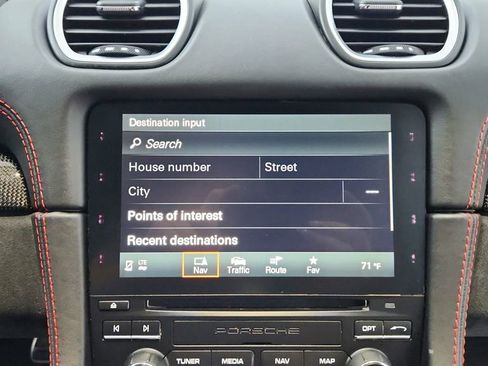 Destination input
Search
House number Street
City
Points of interest
Recent destinations
LTE
Nav Traffic Route Fav 71 °F
PORSCHE OPT
TUNER MEDIA NAV MAP